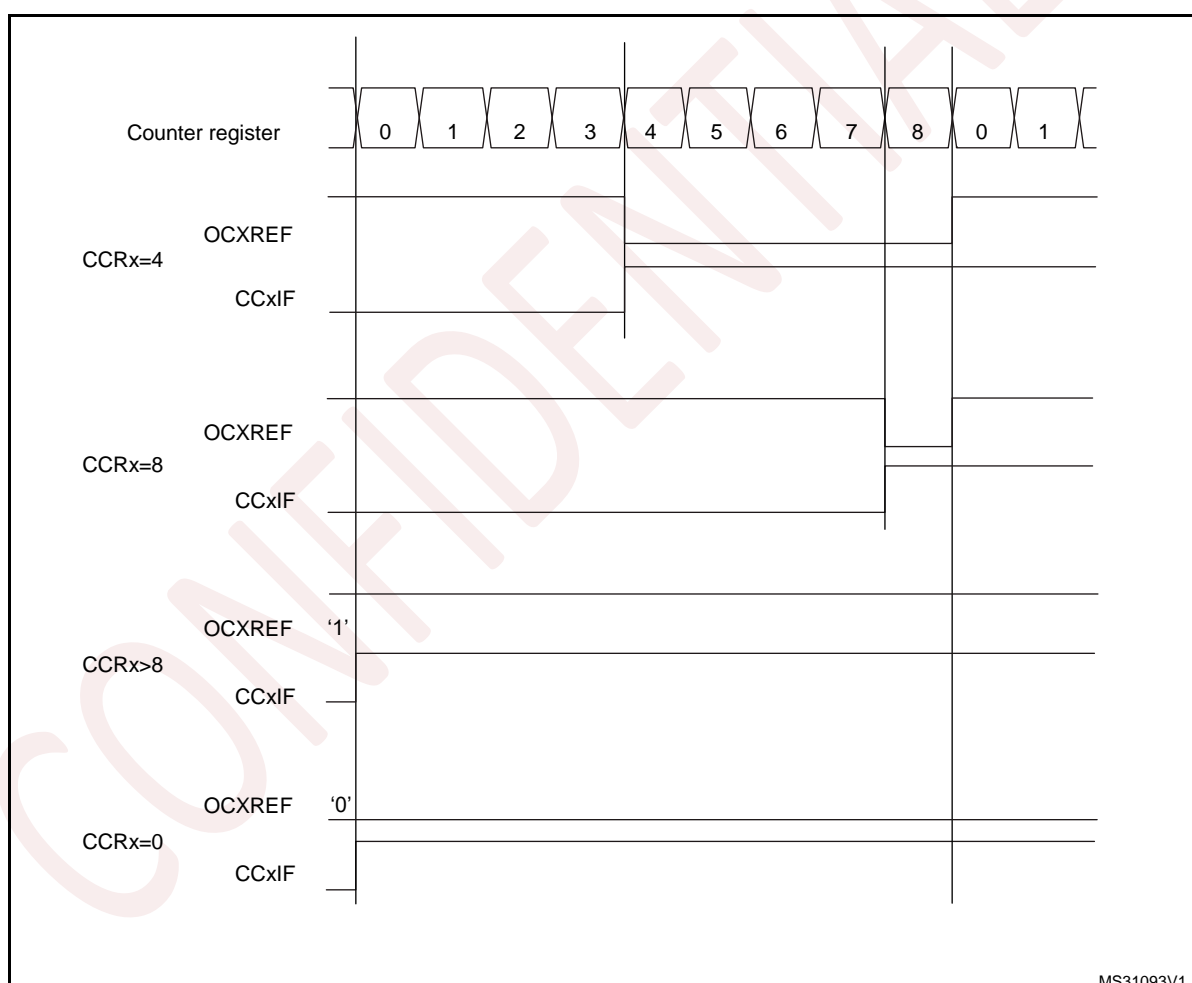 Counter register 0 1 2 3 4 5 6 7 8 0 1
OCXREF
CCRx=4
CCxIF
OCXREF
CCRx=8
CCxIF
OCXREF ‘1’
CCRx>8
CCxIF
OCXREF ‘0’
CCRx=0
CCxIF
MS31093V1
CONFIDENTIAL